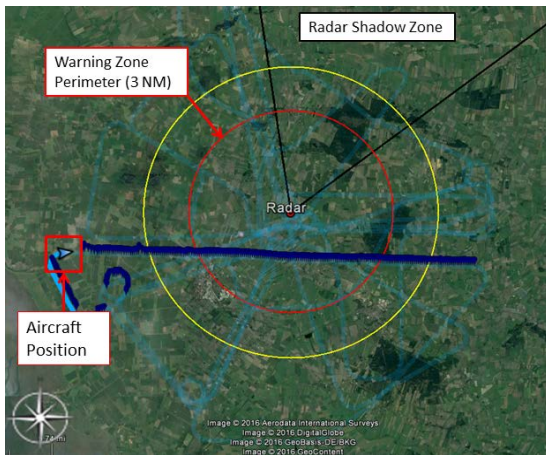 Radar Shadow Zone
Warning Zone
Perimeter (3 NM)
Radar
Aircraft
Position
Image © 2016 Aerodata International Surveys
Image © 2016 DigitalGlobe
Image © 2016 GeoBasis-DE/BKG
Image © 2016 GeoContent